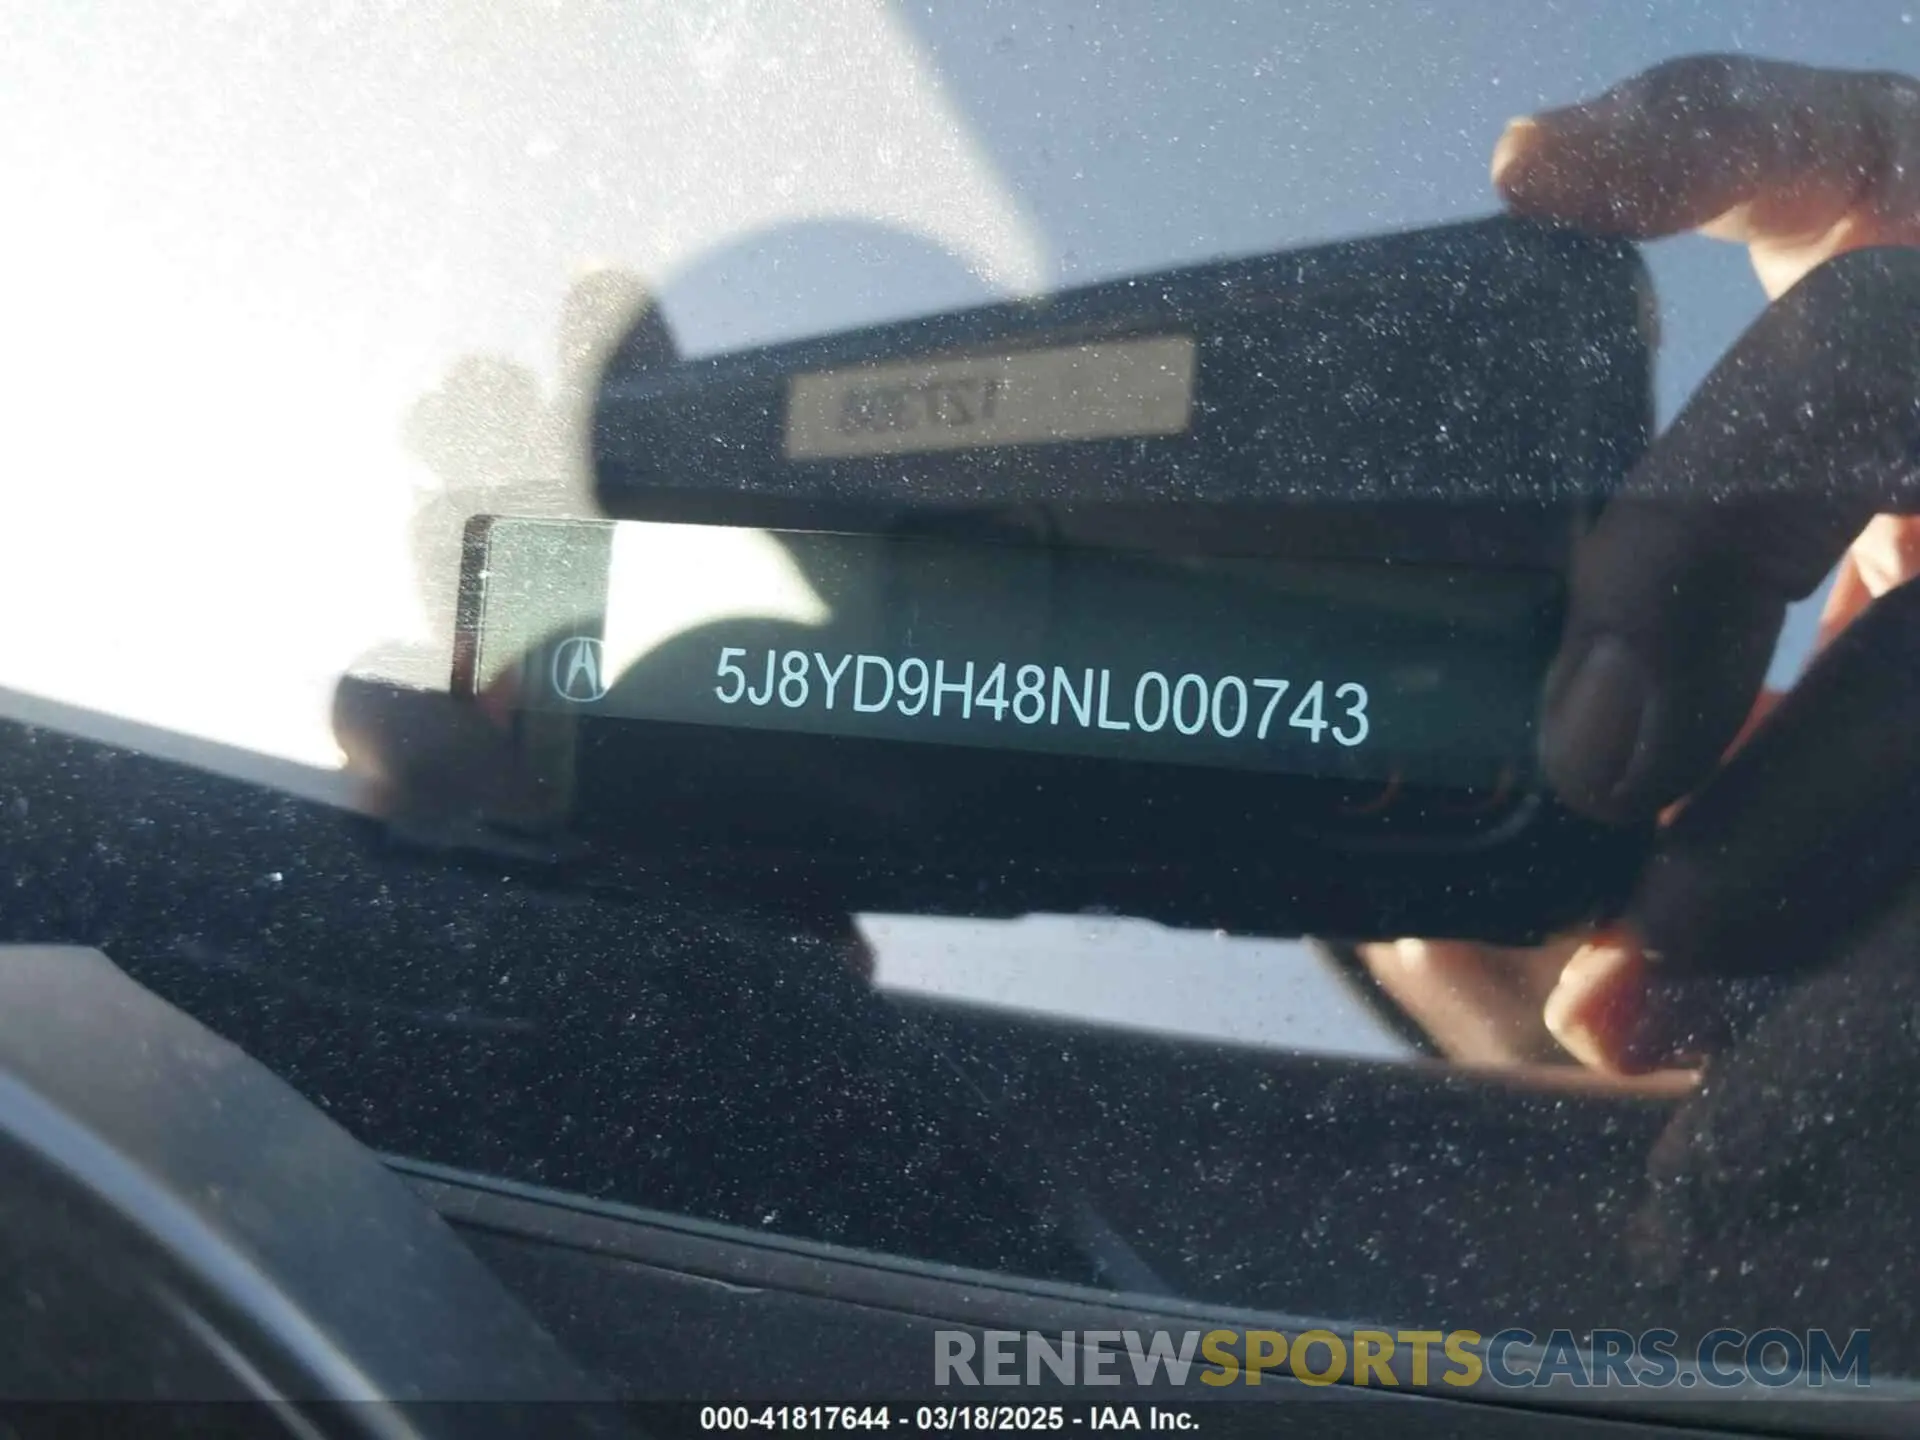 5J8YD9H48NL000743
RENEWSPORTSCARS.COM
000-41817644 - 03/18/2025 - IAA Inc.